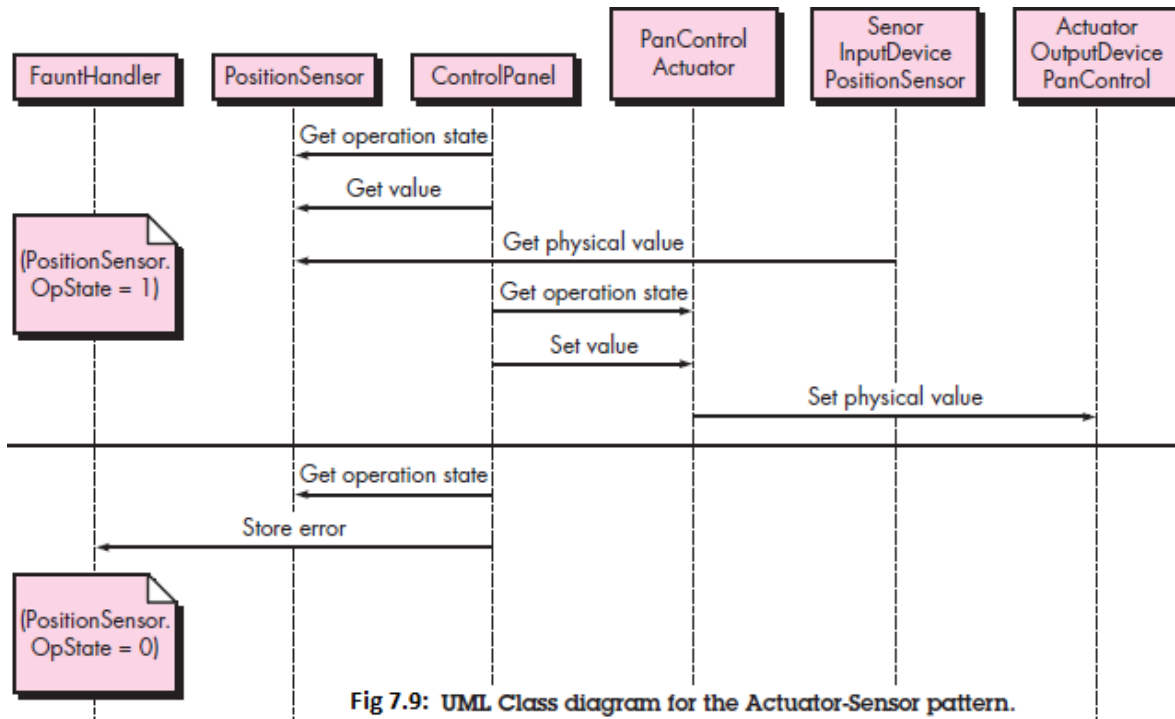 FauntHandler
PositionSensor
ControlPanel
PanControl
Actuator
Senor
InputDevice
PositionSensor
Actuator
OutputDevice
PanControl
Get operation state
Get value
(PositionSensor.
OpState = 1)
Get physical value
Get operation state
Set value
Set physical value
Get operation state
Store error
(PositionSensor.
OpState = 0)
Fig 7.9: UML Class diagram for the Actuator-Sensor pattern.